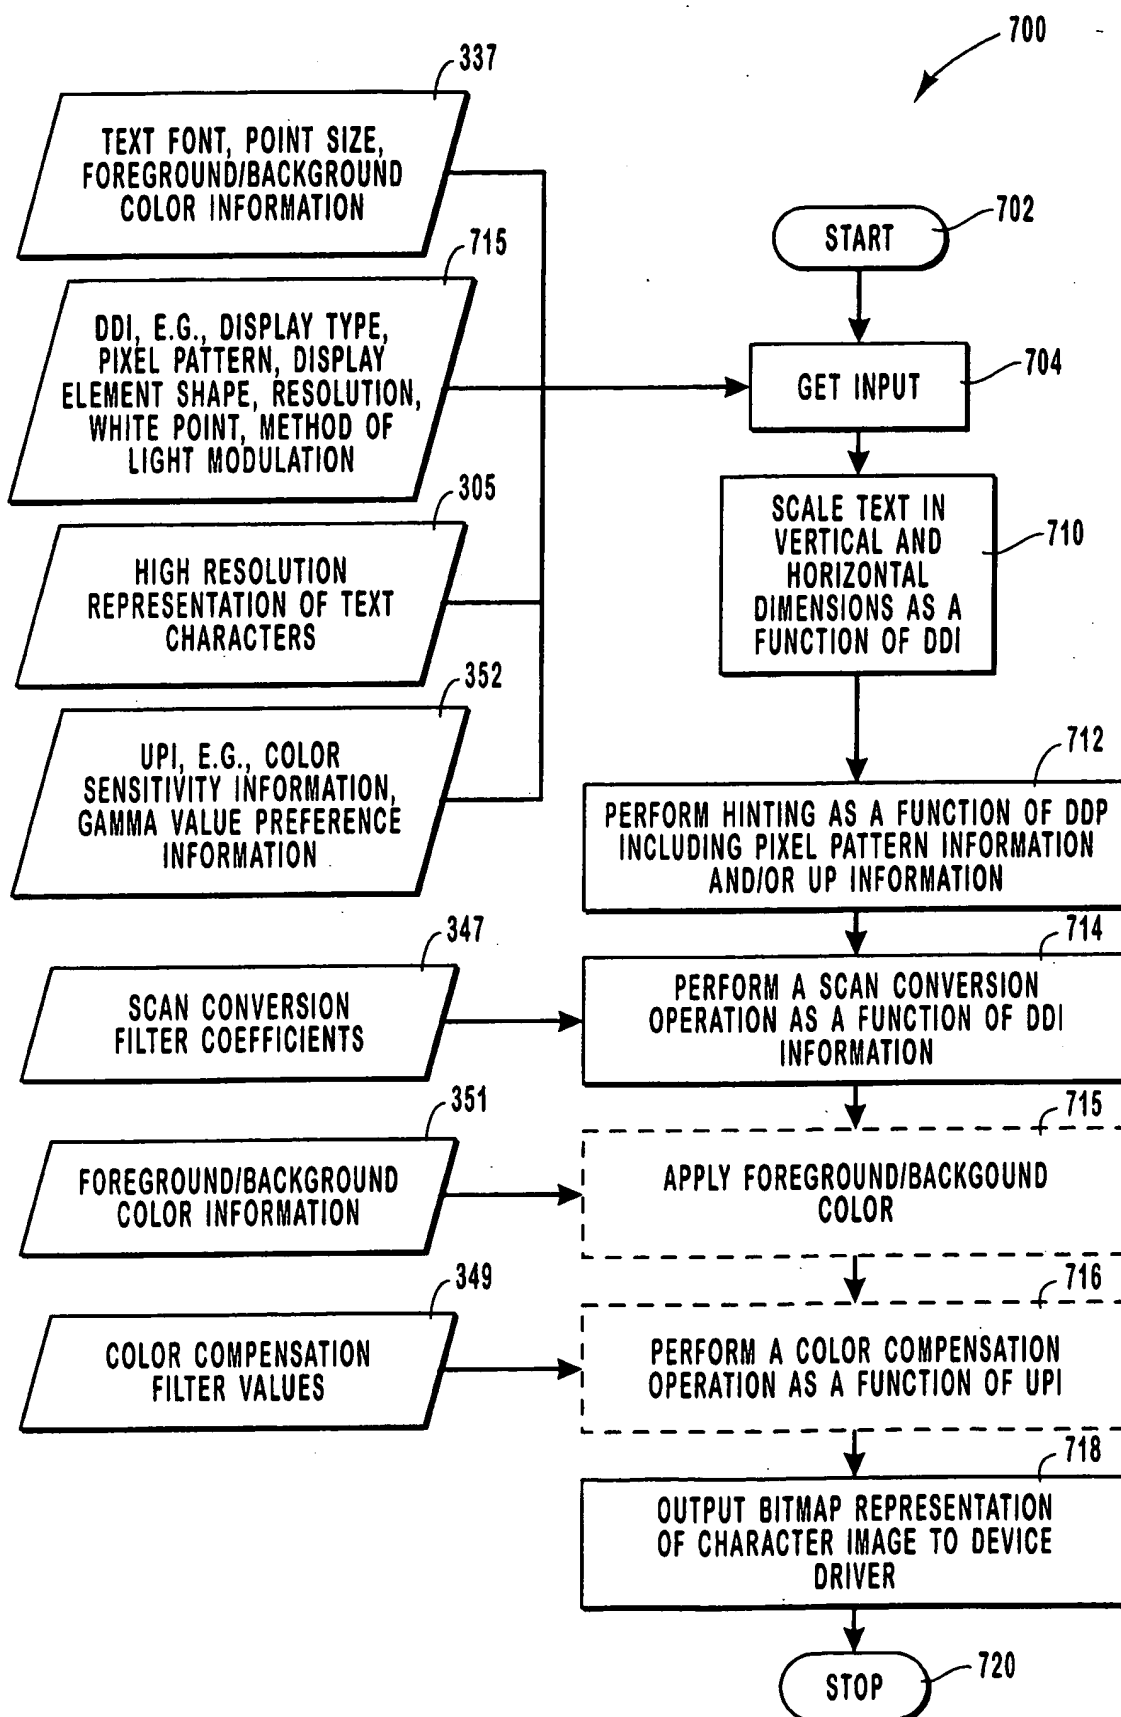 700
337
TEXT FONT, POINT SIZE,
FOREGROUND/BACKGROUND
COLOR INFORMATION
702
START
715
DDI, E.G., DISPLAY TYPE,
PIXEL PATTERN, DISPLAY
ELEMENT SHAPE, RESOLUTION,
WHITE POINT, METHOD OF
LIGHT MODULATION
704
GET INPUT
305
HIGH RESOLUTION
REPRESENTATION OF TEXT
CHARACTERS
710
SCALE TEXT IN
VERTICAL AND
HORIZONTAL
DIMENSIONS AS A
FUNCTION OF DDI
352
UPI, E.G., COLOR
SENSITIVITY INFORMATION,
GAMMA VALUE PREFERENCE
INFORMATION
712
PERFORM HINTING AS A FUNCTION OF DDP
INCLUDING PIXEL PATTERN INFORMATION
AND/OR UP INFORMATION
347
SCAN CONVERSION
FILTER COEFFICIENTS
714
PERFORM A SCAN CONVERSION
OPERATION AS A FUNCTION OF DDI
INFORMATION
351
FOREGROUND/BACKGROUND
COLOR INFORMATION
715
APPLY FOREGROUND/BACKGOUND
COLOR
349
COLOR COMPENSATION
FILTER VALUES
716
PERFORM A COLOR COMPENSATION
OPERATION AS A FUNCTION OF UPI
718
OUTPUT BITMAP REPRESENTATION
OF CHARACTER IMAGE TO DEVICE
DRIVER
720
STOP